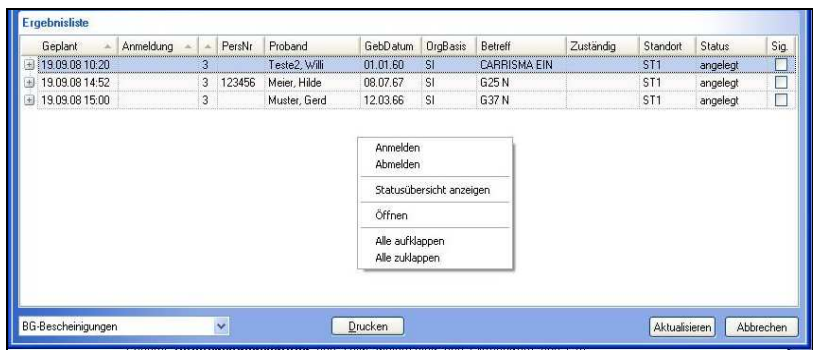 Ergebnisliste
Geplant Anmeldung PersNr Proband GebDatum OrgBasis Betreff Zuständig Standort Status Sig.
19.09.08 10:20 3 Teste2, Willi 01.01.60 SI CARRISMA EIN ST1 angelegt
19.09.08 14:52 3 123456 Meier, Hilde 08.07.67 SI G25 N ST1 angelegt
19.09.08 15:00 3 Muster, Gerd 12.03.66 SI G37 N ST1 angelegt
Anmelden
Abmelden
Statusübersicht anzeigen
Öffnen
Alle aufklappen
Alle zuklappen
BG-Bescheinigungen Drucken Aktualisieren Abbrechen